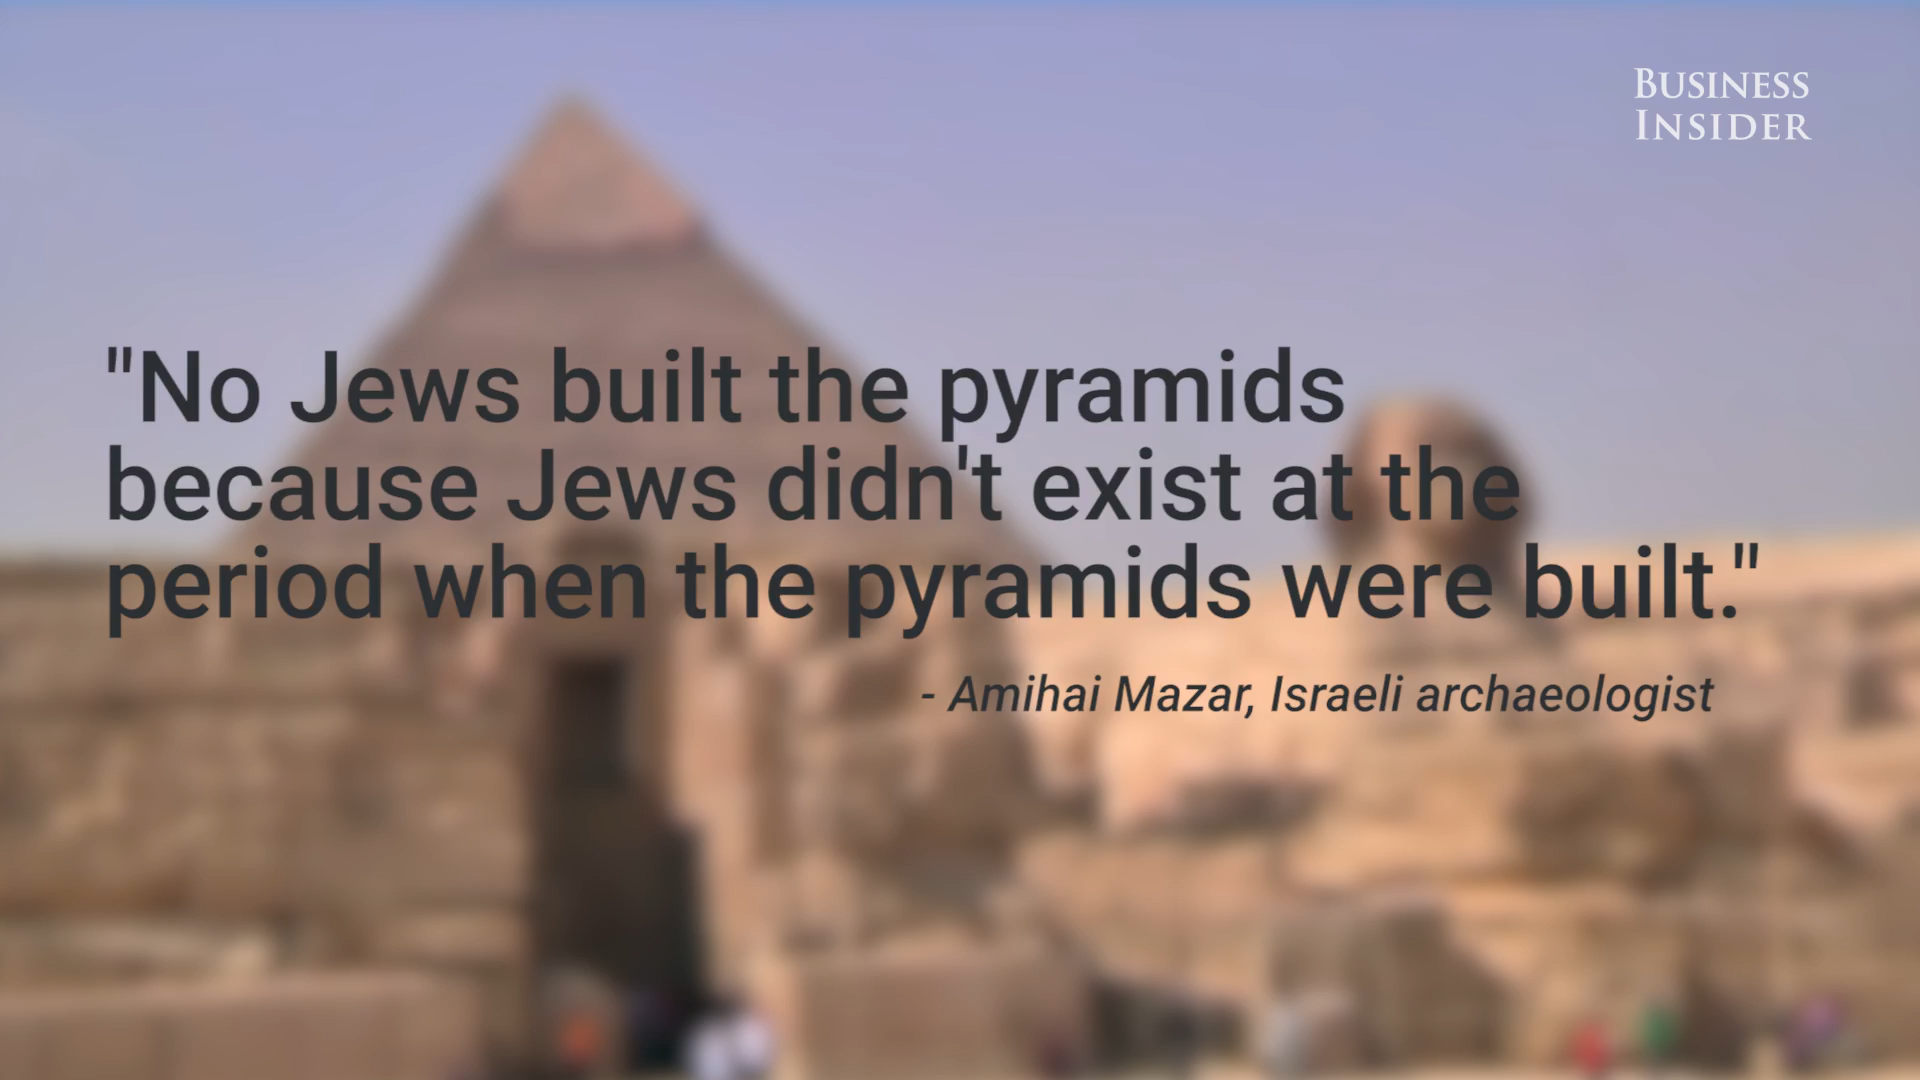 BUSINESS
INSIDER
"No Jews built the pyramids
because Jews didn't exist at the
period when the pyramids were built."
- Amihai Mazar, Israeli archaeologist